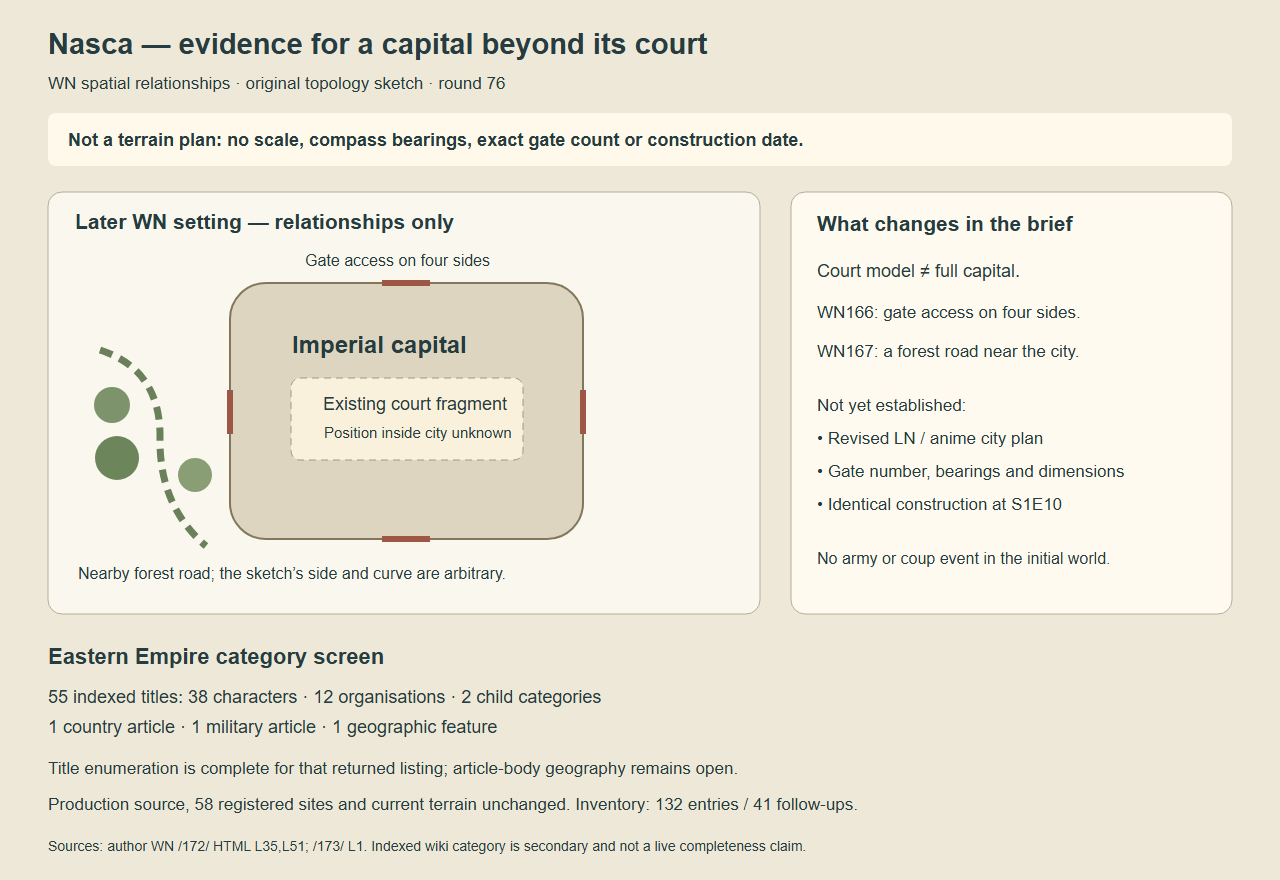 Nasca — evidence for a capital beyond its court
WN spatial relationships · original topology sketch · round 76
Not a terrain plan: no scale, compass bearings, exact gate count or construction date.
Later WN setting — relationships only
Gate access on four sides
Imperial capital
Existing court fragment
Position inside city unknown
Nearby forest road; the sketch’s side and curve are arbitrary.
What changes in the brief
Court model ≠ full capital.
WN166: gate access on four sides.
WN167: a forest road near the city.
Not yet established:
• Revised LN / anime city plan
• Gate number, bearings and dimensions
• Identical construction at S1E10
No army or coup event in the initial world.
Eastern Empire category screen
55 indexed titles: 38 characters · 12 organisations · 2 child categories
1 country article · 1 military article · 1 geographic feature
Title enumeration is complete for that returned listing; article-body geography remains open.
Production source, 58 registered sites and current terrain unchanged. Inventory: 132 entries / 41 follow-ups.
Sources: author WN /172/ HTML L35,L51; /173/ L1. Indexed wiki category is secondary and not a live completeness claim.